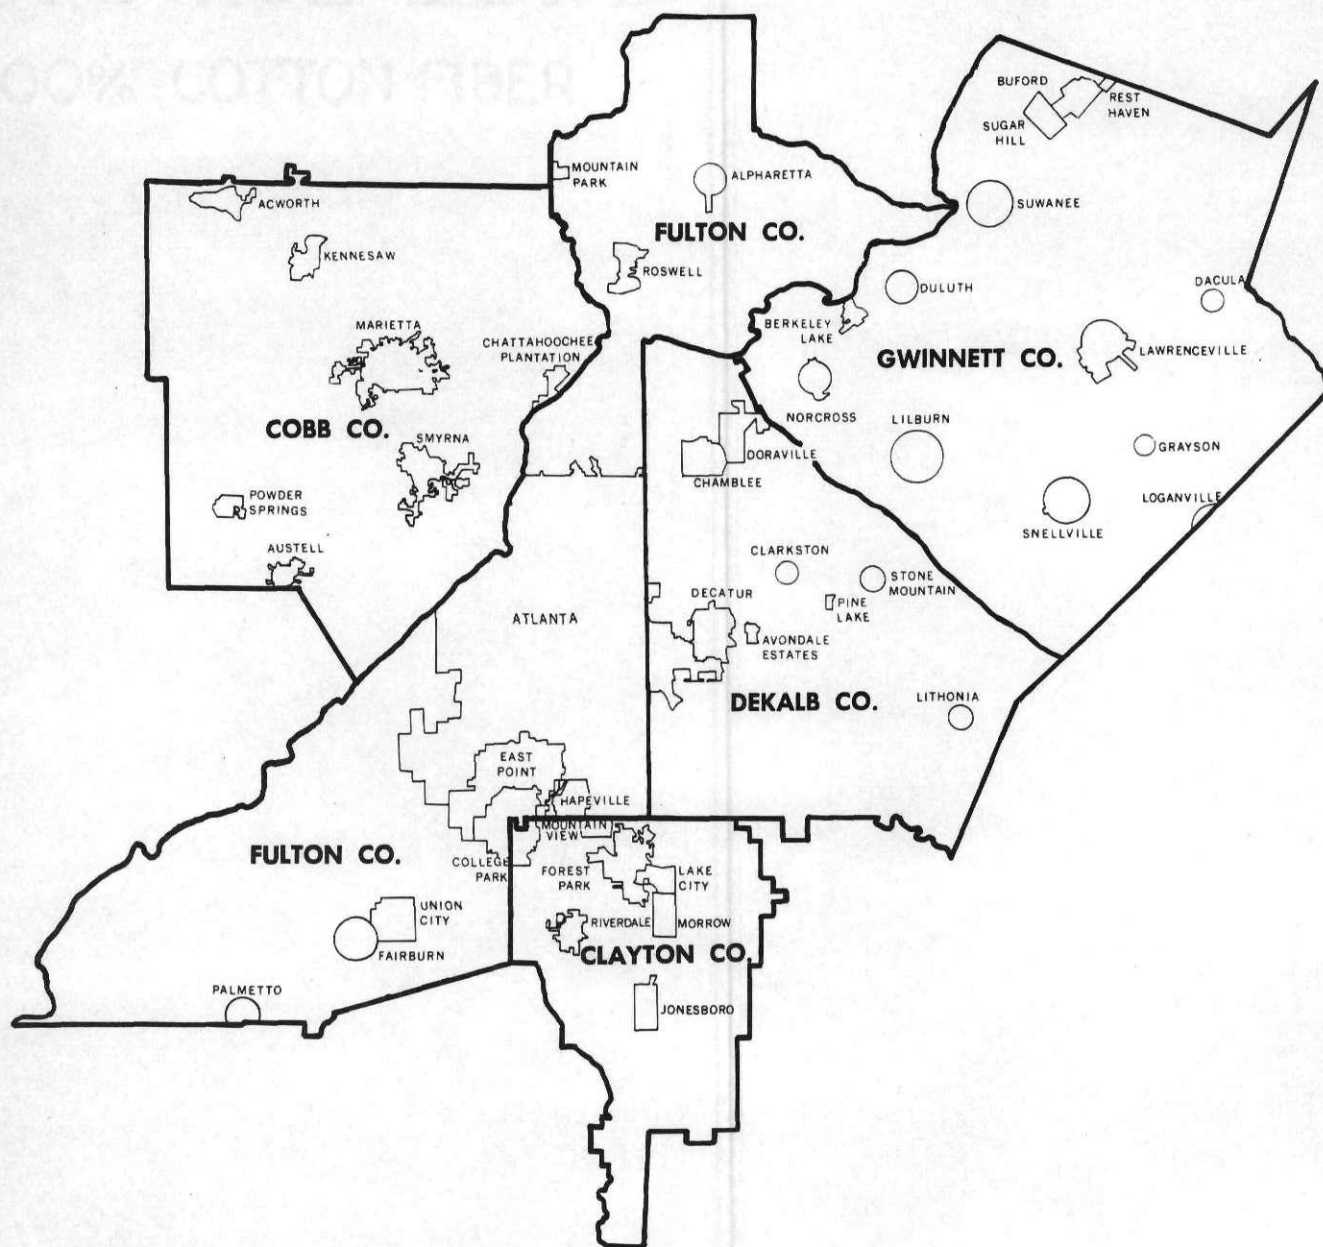 100% COTTON FIBER
BUFORD
REST
HAVEN
SUGAR
HILL
MOUNTAIN
PARK
ALPHARETTA
ACWORTH
SUWANEE
FULTON CO.
KENNESAW
ROSWELL
DULUTH
DACULA
MARIETTA
BERKELEY
LAKE
CHATTAHOOCHEE
PLANTATION
LAWRENCEVILLE
GWINNETT CO.
NORCROSS
COBB CO.
LILBURN
SMYRNA
DORAVILLE
GRAYSON
CHAMBLEE
POWDER
SPRINGS
LOGANVILLE
SNELLVILLE
AUSTELL
CLARKSTON
STONE
MOUNTAIN
DECATUR
PINE
LAKE
ATLANTA
AVONDALE
ESTATES
DEKALB CO.
LITHONIA
EAST
POINT
HAPEVILLE
MOUNTAIN
VIEW
FULTON CO.
COLLEGE
PARK
FOREST
PARK
LAKE
CITY
UNION
CITY
RIVERDALE
MORROW
FAIRBURN
CLAYTON CO.
PALMETTO
JONESBORO